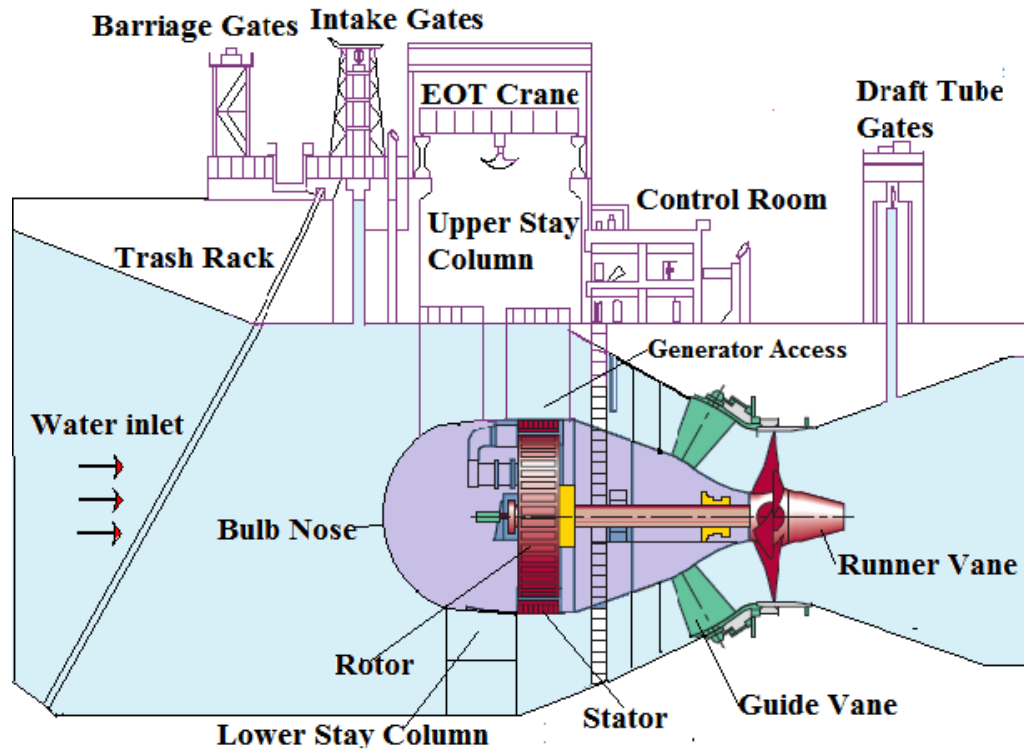 Barriage Gates
Intake Gates
EOT Crane
Draft Tube
Gates
Control Room
Upper Stay
Column
Trash Rack
Generator Access
Water inlet
Bulb Nose
Runner Vane
Rotor
Stator
Guide Vane
Lower Stay Column